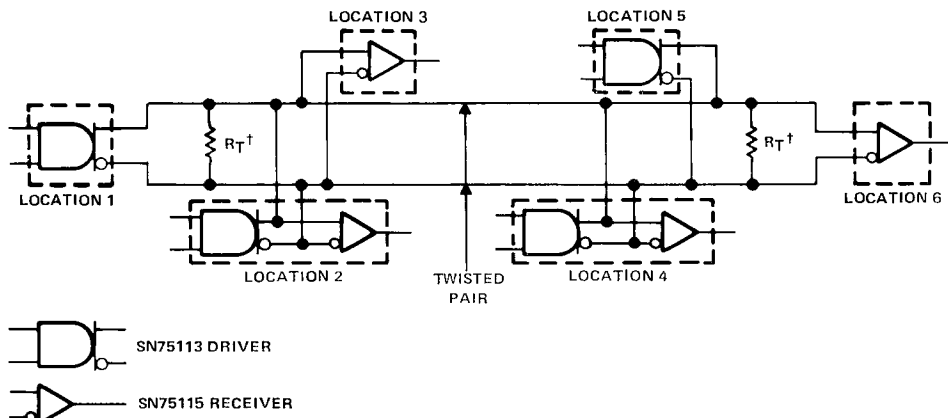 LOCATION 3
LOCATION 5
LOCATION 1
RT†
RT†
LOCATION 6
LOCATION 2
LOCATION 4
TWISTED
PAIR
SN75113 DRIVER
SN75115 RECEIVER